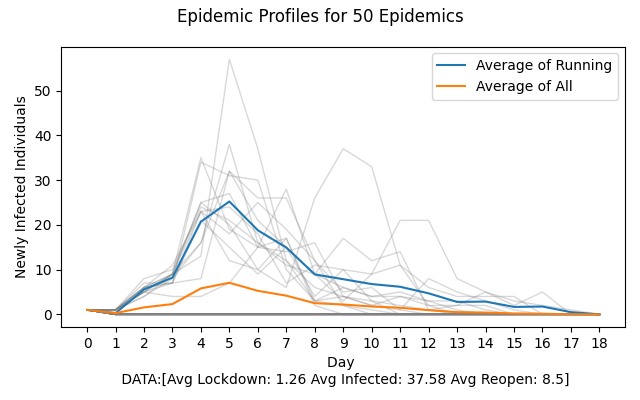 Epidemic Profiles for 50 Epidemics
Average of Running
Average of All
Newly Infected Individuals
50
40
30
20
10
0
0 1 2 3 4 5 6 7 8 9 10 11 12 13 14 15 16 17 18
Day
DATA:[Avg Lockdown: 1.26 Avg Infected: 37.58 Avg Reopen: 8.5]